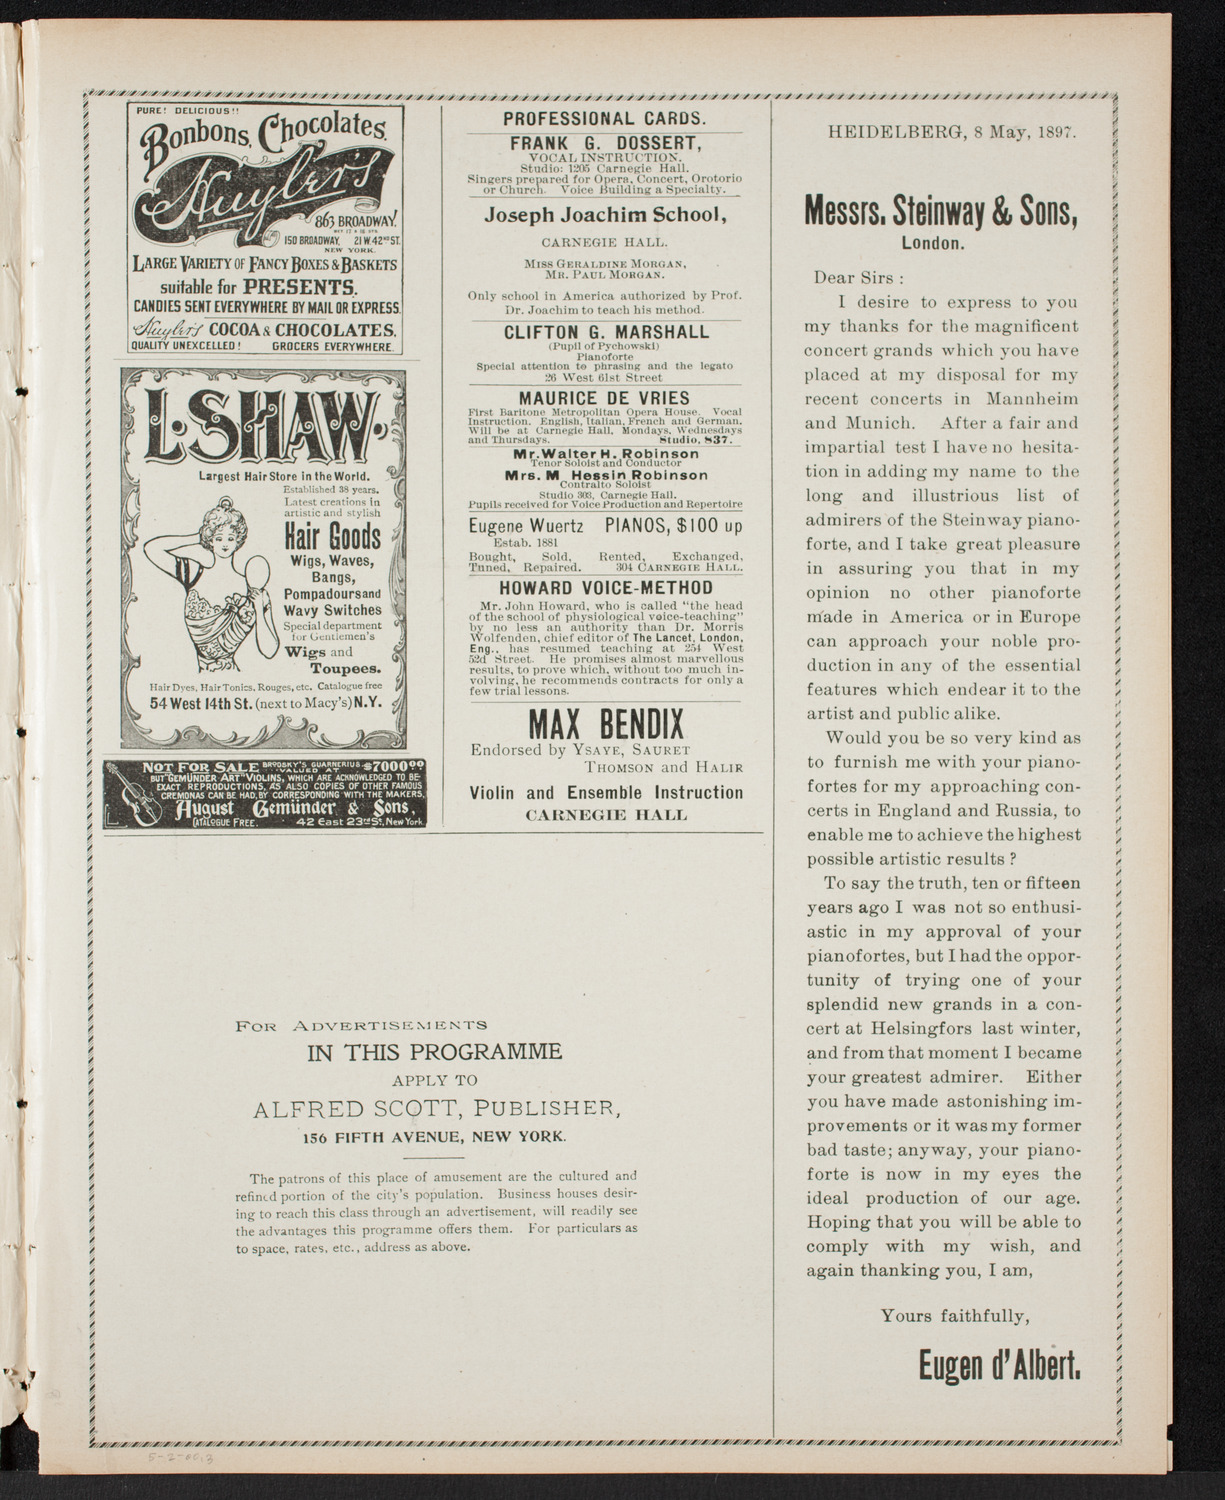 PURE! DELICIOUS!!
Bonbons, Chocolates.
Huyler's
863 BROADWAY.
150 BROADWAY, 21 W. 42ND ST.
NEW YORK.
LARGE VARIETY OF FANCY BOXES & BASKETS
suitable for PRESENTS.
CANDIES SENT EVERYWHERE BY MAIL OR EXPRESS.
Huyler's COCOA & CHOCOLATES.
QUALITY UNEXCELLED! GROCERS EVERYWHERE.
L. SHAW.
Largest Hair Store in the World.
Established 38 years.
Latest creations in
artistic and stylish
Hair Goods
Wigs, Waves,
Bangs,
Pompadours and
Wavy Switches
Special department
for Gentlemen's
Wigs and
Toupees.
Hair Dyes, Hair Tonics, Rouges, etc. Catalogue free
54 West 14th St. (next to Macy's) N.Y.
NOT FOR SALE BRODSKY'S GUARNERIUS $7000.00
VALUED AT
BUT "GEMÜNDER ART" VIOLINS, WHICH ARE ACKNOWLEDGED TO BE
EXACT REPRODUCTIONS, AS ALSO COPIES OF OTHER FAMOUS
CREMONAS CAN BE HAD BY CORRESPONDING WITH THE MAKERS,
August Gemünder & Sons,
CATALOGUE FREE. 42 East 23rd St., New York.
PROFESSIONAL CARDS.
FRANK G. DOSSERT,
VOCAL INSTRUCTION.
Studio: 1205 Carnegie Hall.
Singers prepared for Opera, Concert, Orotorio
or Church. Voice Building a Specialty.
Joseph Joachim School,
CARNEGIE HALL.
MISS GERALDINE MORGAN,
MR. PAUL MORGAN.
Only school in America authorized by Prof.
Dr. Joachim to teach his method.
CLIFTON G. MARSHALL
(Pupil of Pychowski)
Pianoforte
Special attention to phrasing and the legato
26 West 61st Street
MAURICE DE VRIES
First Baritone Metropolitan Opera House. Vocal
Instruction. English, Italian, French and German.
Will be at Carnegie Hall, Mondays, Wednesdays
and Thursdays. Studio, 837.
Mr. Walter H. Robinson
Tenor Soloist and Conductor
Mrs. M Hessin Robinson
Contralto Soloist
Studio 303, Carnegie Hall.
Pupils received for Voice Production and Repertoire
Eugene Wuertz PIANOS, $100 up
Estab. 1881
Bought, Sold, Rented, Exchanged,
Tuned, Repaired. 304 CARNEGIE HALL.
HOWARD VOICE-METHOD
Mr. John Howard, who is called "the head
of the school of physiological voice-teaching"
by no less an authority than Dr. Morris
Wolfenden, chief editor of The Lancet, London,
Eng., has resumed teaching at 254 West
52d Street. He promises almost marvellous
results, to prove which, without too much in-
volving, he recommends contracts for only a
few trial lessons.
MAX BENDIX
Endorsed by YSAYE, SAURET
THOMSON and HALIR
Violin and Ensemble Instruction
CARNEGIE HALL
FOR ADVERTISEMENTS
IN THIS PROGRAMME
APPLY TO
ALFRED SCOTT, PUBLISHER,
156 FIFTH AVENUE, NEW YORK.
The patrons of this place of amusement are the cultured and
refined portion of the city's population. Business houses desir-
ing to reach this class through an advertisement, will readily see
the advantages this programme offers them. For particulars as
to space, rates, etc., address as above.
HEIDELBERG, 8 May, 1897.
Messrs. Steinway & Sons,
London.
Dear Sirs :
I desire to express to you
my thanks for the magnificent
concert grands which you have
placed at my disposal for my
recent concerts in Mannheim
and Munich. After a fair and
impartial test I have no hesita-
tion in adding my name to the
long and illustrious list of
admirers of the Steinway piano-
forte, and I take great pleasure
in assuring you that in my
opinion no other pianoforte
made in America or in Europe
can approach your noble pro-
duction in any of the essential
features which endear it to the
artist and public alike.
Would you be so very kind as
to furnish me with your piano-
fortes for my approaching con-
certs in England and Russia, to
enable me to achieve the highest
possible artistic results ?
To say the truth, ten or fifteen
years ago I was not so enthusi-
astic in my approval of your
pianofortes, but I had the oppor-
tunity of trying one of your
splendid new grands in a con-
cert at Helsingfors last winter,
and from that moment I became
your greatest admirer. Either
you have made astonishing im-
provements or it was my former
bad taste; anyway, your piano-
forte is now in my eyes the
ideal production of our age.
Hoping that you will be able to
comply with my wish, and
again thanking you, I am,
Yours faithfully,
Eugen d'Albert.